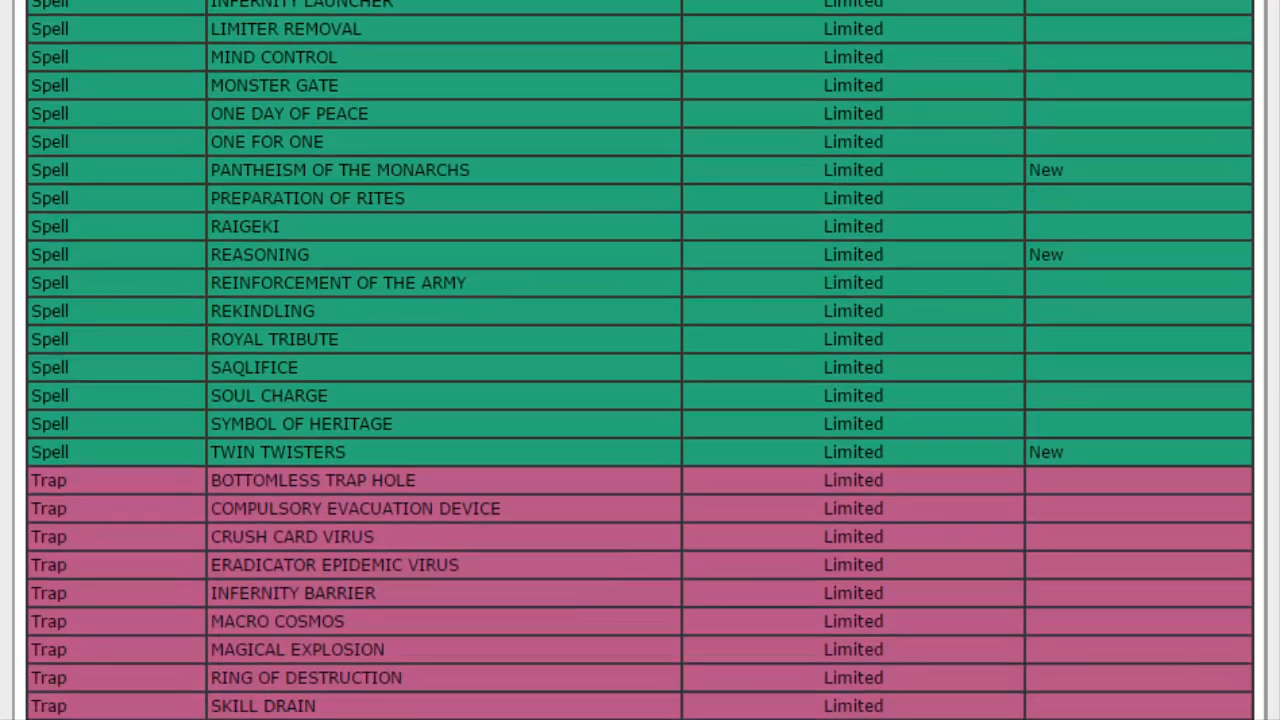 Spell INFERNITY LAUNCHER Limited
Spell LIMITER REMOVAL Limited
Spell MIND CONTROL Limited
Spell MONSTER GATE Limited
Spell ONE DAY OF PEACE Limited
Spell ONE FOR ONE Limited
Spell PANTHEISM OF THE MONARCHS Limited New
Spell PREPARATION OF RITES Limited
Spell RAIGEKI Limited
Spell REASONING Limited New
Spell REINFORCEMENT OF THE ARMY Limited
Spell REKINDLING Limited
Spell ROYAL TRIBUTE Limited
Spell SAQLIFICE Limited
Spell SOUL CHARGE Limited
Spell SYMBOL OF HERITAGE Limited
Spell TWIN TWISTERS Limited New
Trap BOTTOMLESS TRAP HOLE Limited
Trap COMPULSORY EVACUATION DEVICE Limited
Trap CRUSH CARD VIRUS Limited
Trap ERADICATOR EPIDEMIC VIRUS Limited
Trap INFERNITY BARRIER Limited
Trap MACRO COSMOS Limited
Trap MAGICAL EXPLOSION Limited
Trap RING OF DESTRUCTION Limited
Trap SKILL DRAIN Limited